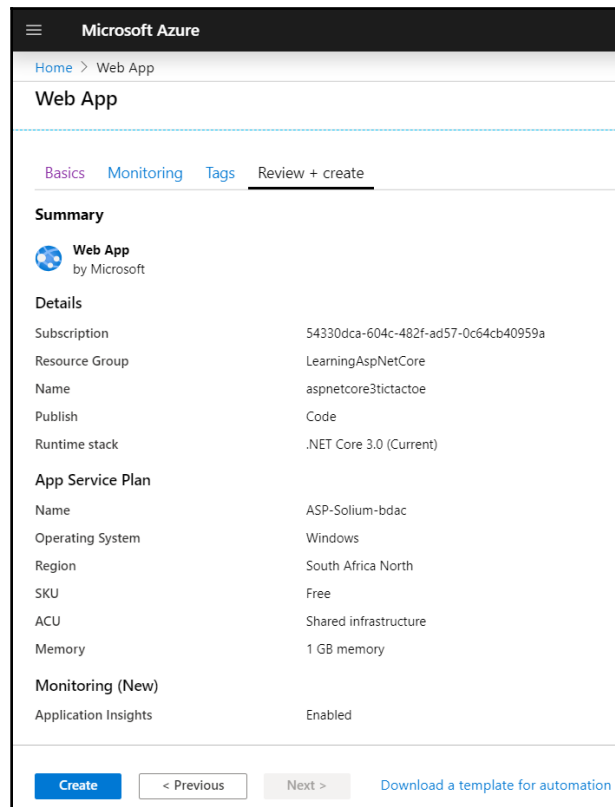 Microsoft Azure
Home > Web App
Web App
Basics Monitoring Tags Review + create
Summary
Web App
by Microsoft
Details
Subscription 54330dca-604c-482f-ad57-0c64cb40959a
Resource Group LearningAspNetCore
Name aspnetcore3tictactoe
Publish Code
Runtime stack .NET Core 3.0 (Current)
App Service Plan
Name ASP-Solium-bdac
Operating System Windows
Region South Africa North
SKU Free
ACU Shared infrastructure
Memory 1 GB memory
Monitoring (New)
Application Insights Enabled
Create < Previous Next > Download a template for automation